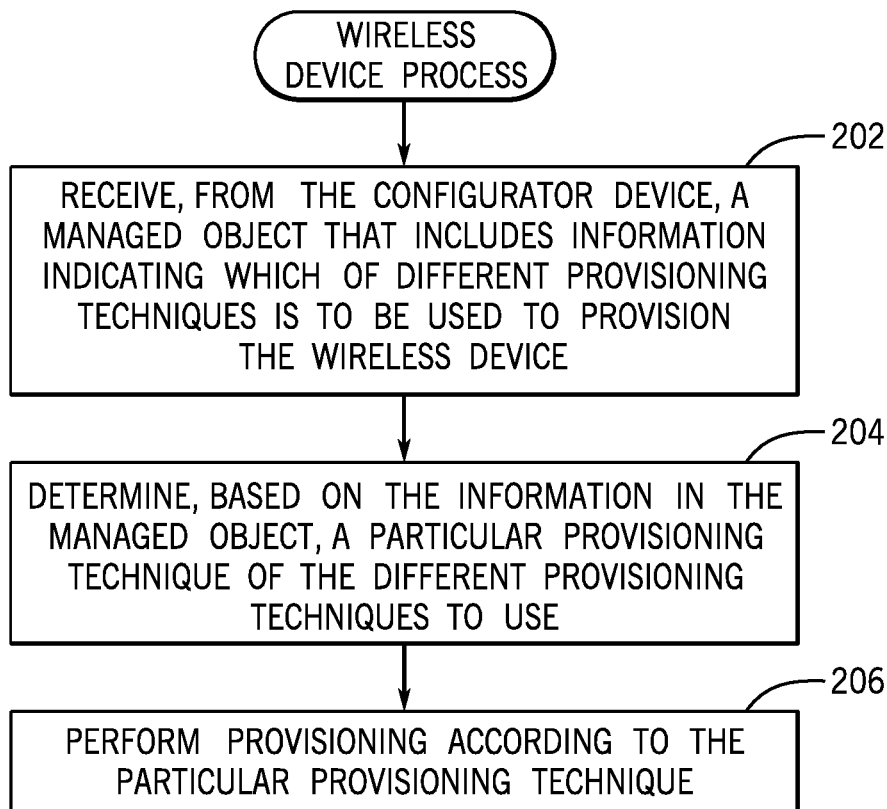 WIRELESS
DEVICE PROCESS
202
RECEIVE, FROM THE CONFIGURATOR DEVICE, A
MANAGED OBJECT THAT INCLUDES INFORMATION
INDICATING WHICH OF DIFFERENT PROVISIONING
TECHNIQUES IS TO BE USED TO PROVISION
THE WIRELESS DEVICE
204
DETERMINE, BASED ON THE INFORMATION IN THE
MANAGED OBJECT, A PARTICULAR PROVISIONING
TECHNIQUE OF THE DIFFERENT PROVISIONING
TECHNIQUES TO USE
206
PERFORM PROVISIONING ACCORDING TO THE
PARTICULAR PROVISIONING TECHNIQUE